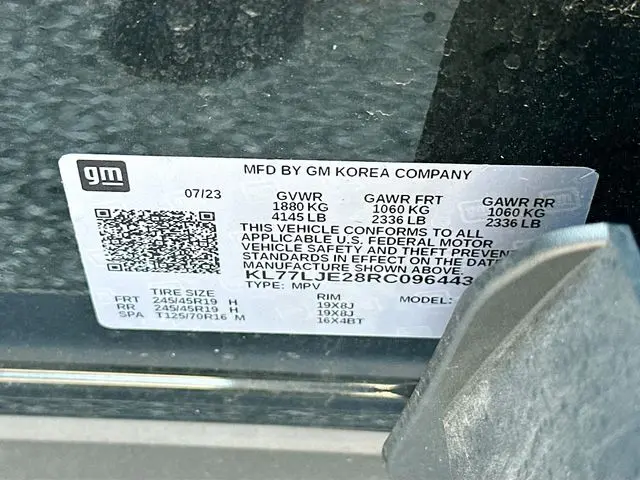 gm
MFD BY GM KOREA COMPANY
07/23
GVWR GAWR FRT GAWR RR
1880 KG 1060 KG 1060 KG
4145 LB 2336 LB 2336 LB
THIS VEHICLE CONFORMS TO ALL
APPLICABLE U.S. FEDERAL MOTOR
VEHICLE SAFETY AND THEFT PREVENT
STANDARDS IN EFFECT ON THE DATE
MANUFACTURE SHOWN ABOVE.
KL77LJE28RC096443
TYPE: MPV MODEL:
TIRE SIZE RIM
FRT 245/45R19 H 19X8J
RR 245/45R19 H 19X8J
SPA T125/70R16 M 16X4BT